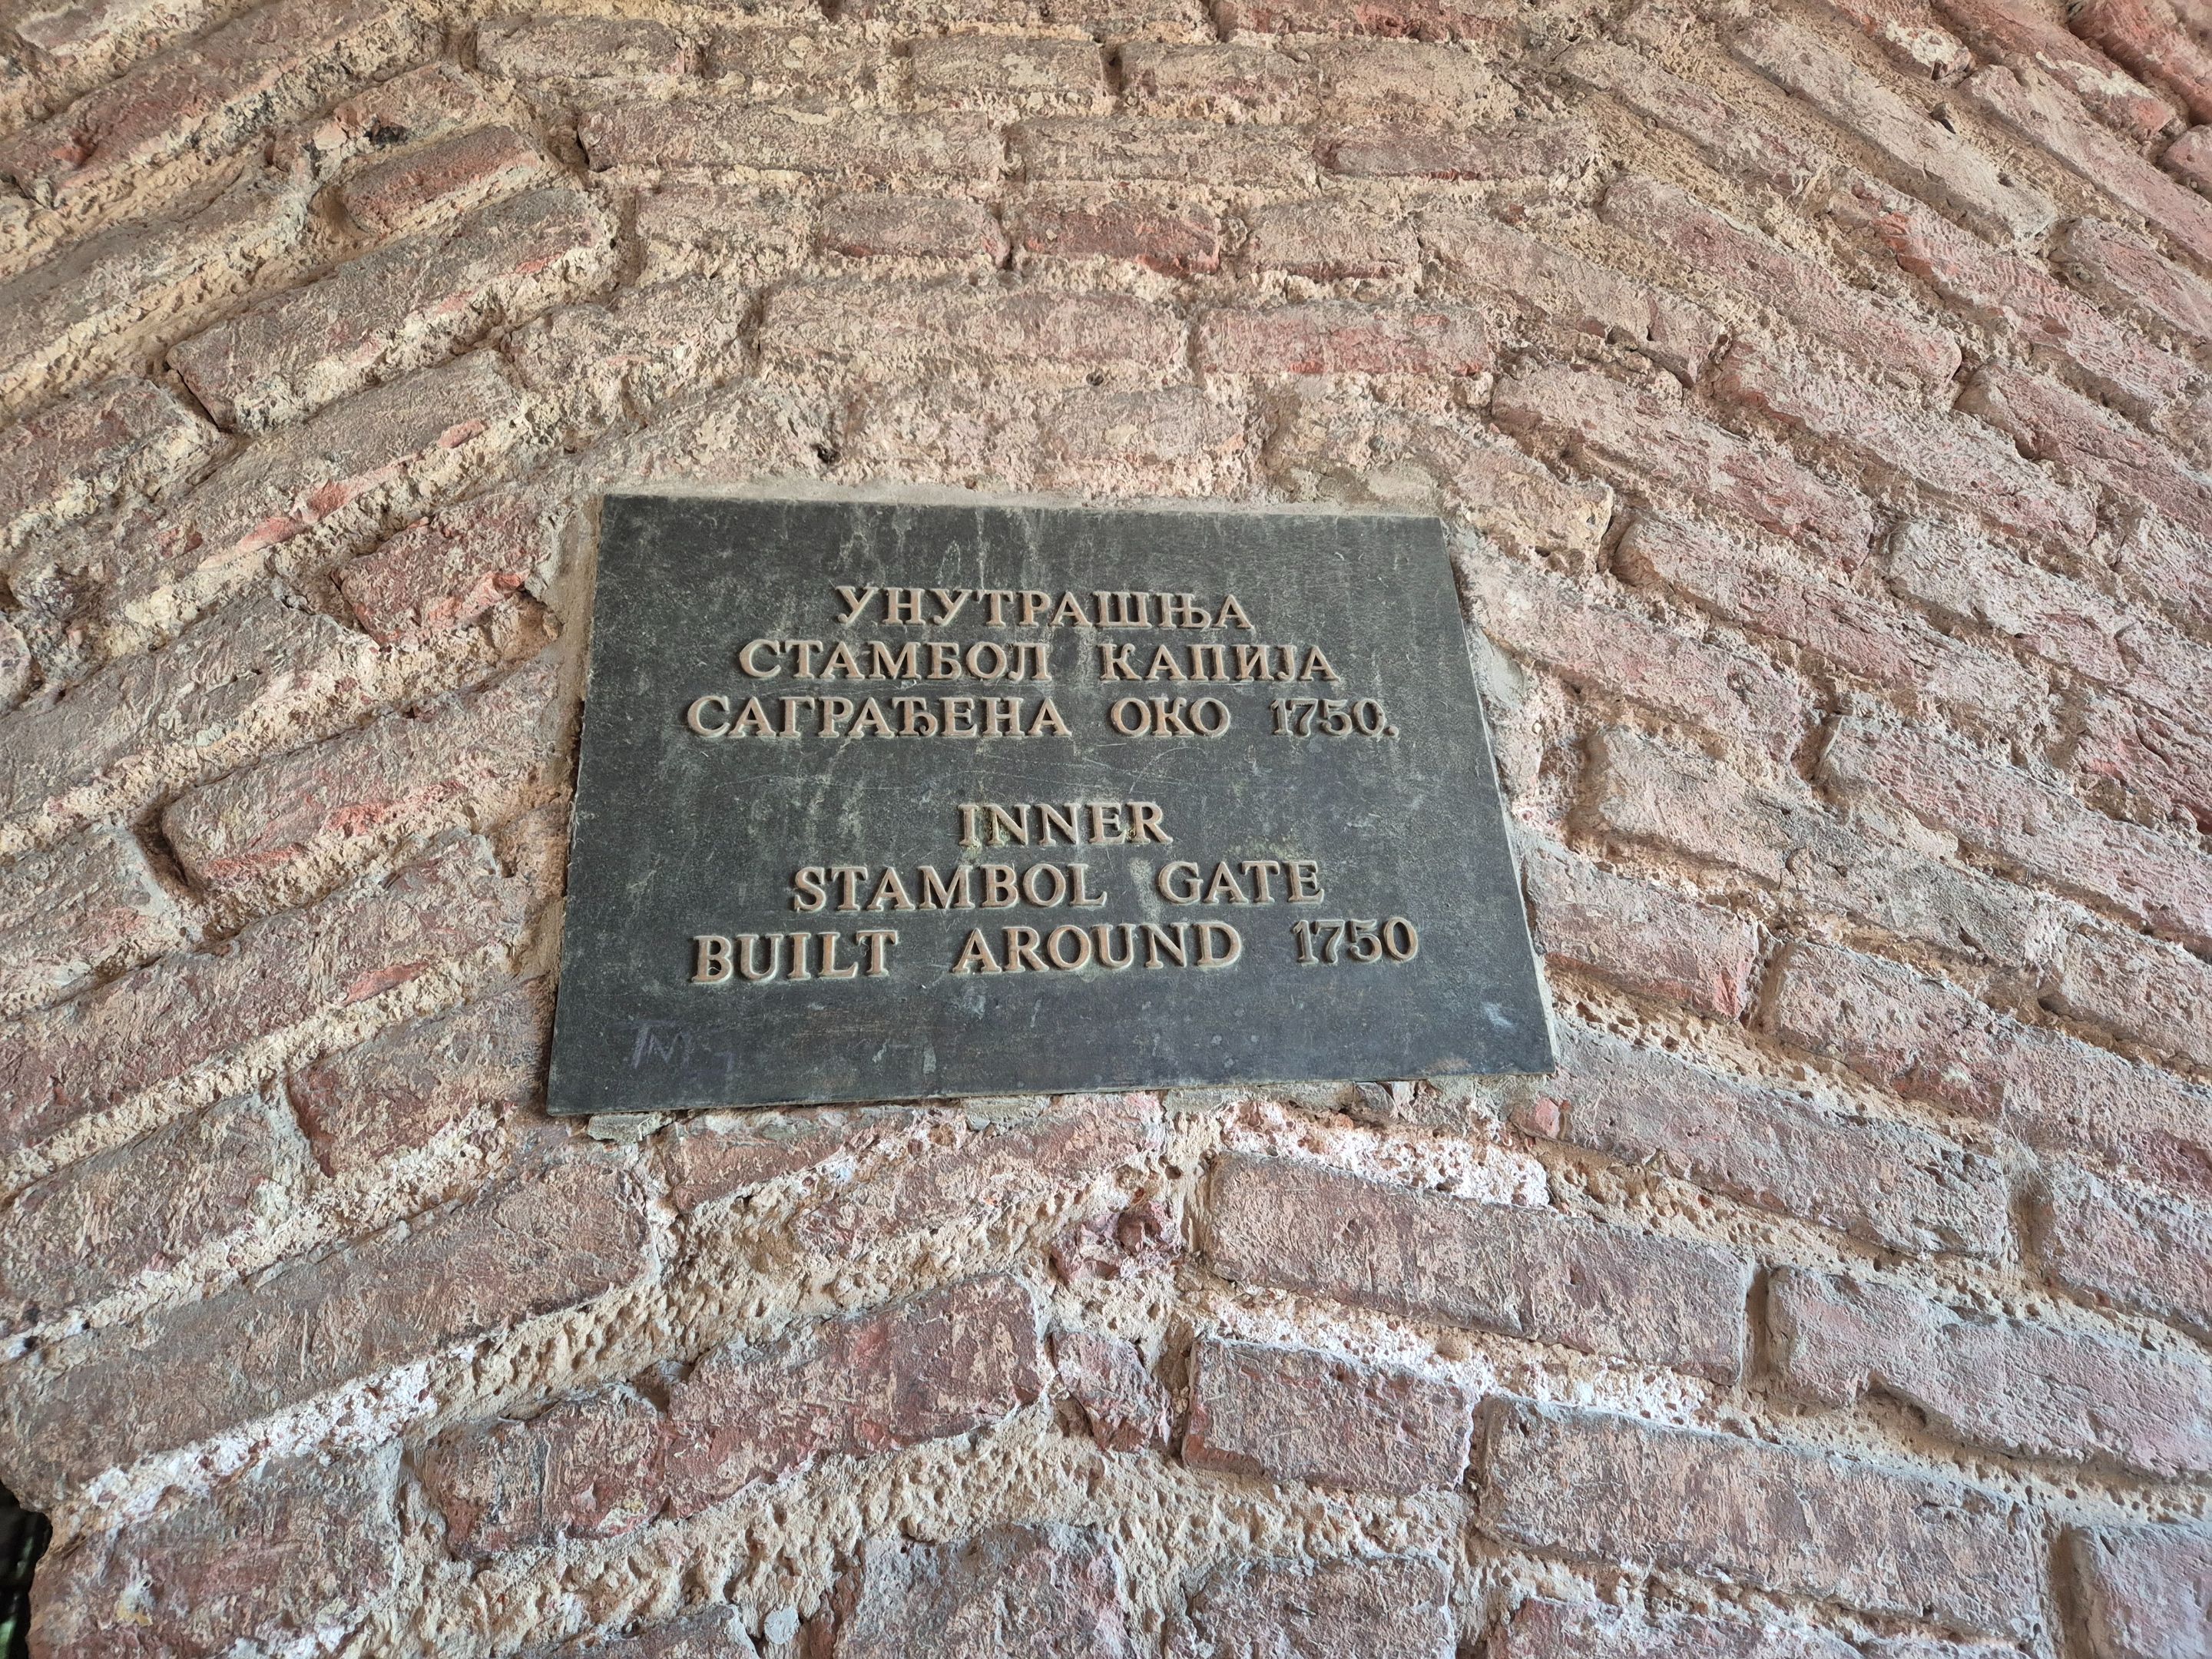 УНУТРАШЊА
СТАМБОЛ КАПИЈА
САГРАЂЕНА ОКО 1750.
INNER
STAMBOL GATE
BUILT AROUND 1750